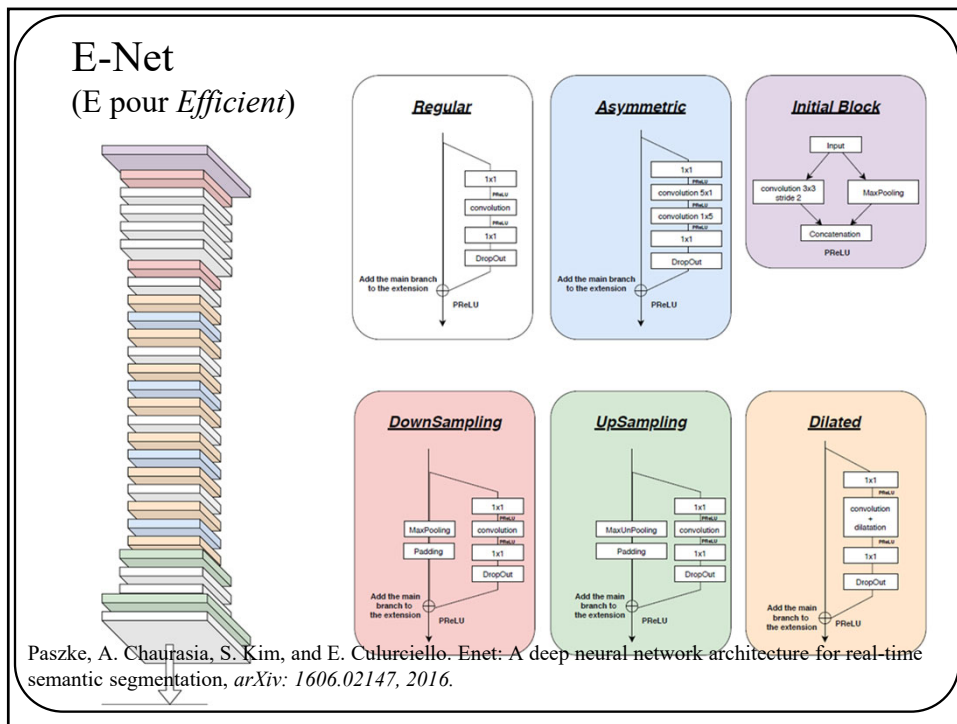 E-Net
(E pour Efficient)
Regular
1x1
PReLU
convolution
PReLU
1x1
DropOut
Add the main branch
to the extension
PReLU
Asymmetric
1x1
PReLU
convolution 5x1
PReLU
convolution 1x5
PReLU
1x1
DropOut
Add the main branch
to the extension
PReLU
Initial Block
Input
convolution 3x3
stride 2
MaxPooling
Concatenation
PReLU
DownSampling
MaxPooling
Padding
1x1
PReLU
convolution
PReLU
1x1
DropOut
Add the main
branch to
the extension
PReLU
UpSampling
MaxUnPooling
Padding
1x1
PReLU
convolution
PReLU
1x1
DropOut
Add the main
branch to
the extension
PReLU
Dilated
1x1
PReLU
convolution
+
dilatation
PReLU
1x1
DropOut
Add the main
branch to
the extension
PReLU
Paszke, A. Chaurasia, S. Kim, and E. Culurciello. Enet: A deep neural network architecture for real-time
semantic segmentation, arXiv: 1606.02147, 2016.